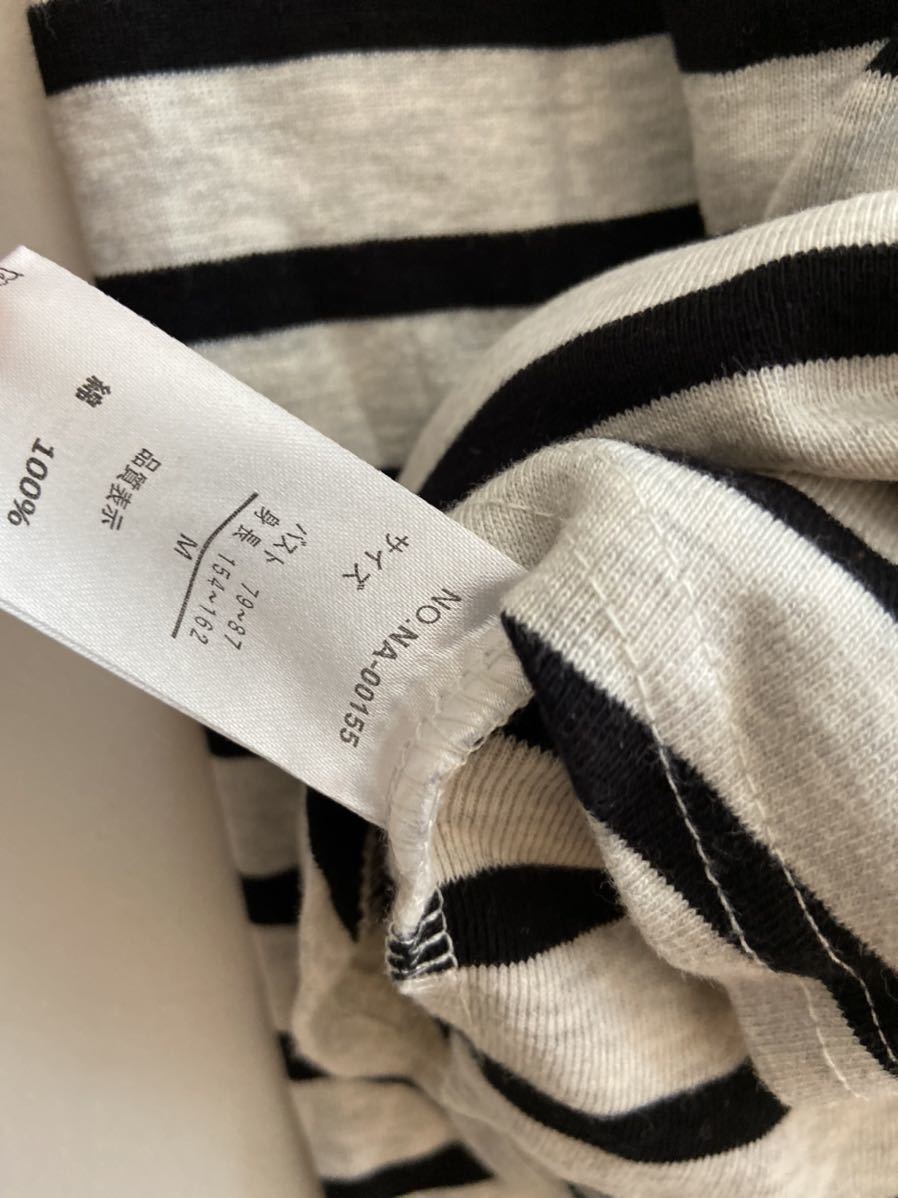 NO.NA-00155
サイズ
バスト 79~87
身長 154~162
M
品質表示
綿 100%